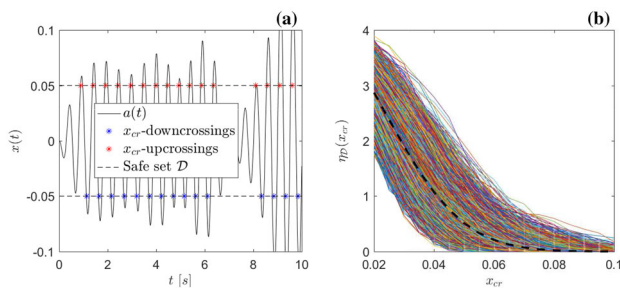 (a)
0.1
0.05
0
-0.05
-0.1
x(t)
a(t)
x_cr-downcrossings
x_cr-upcrossings
Safe set 𝒟
0 2 4 6 8 10
t [s]
(b)
4
3
2
1
0
η_𝒟(x_cr)
0.02 0.04 0.06 0.08 0.1
x_cr